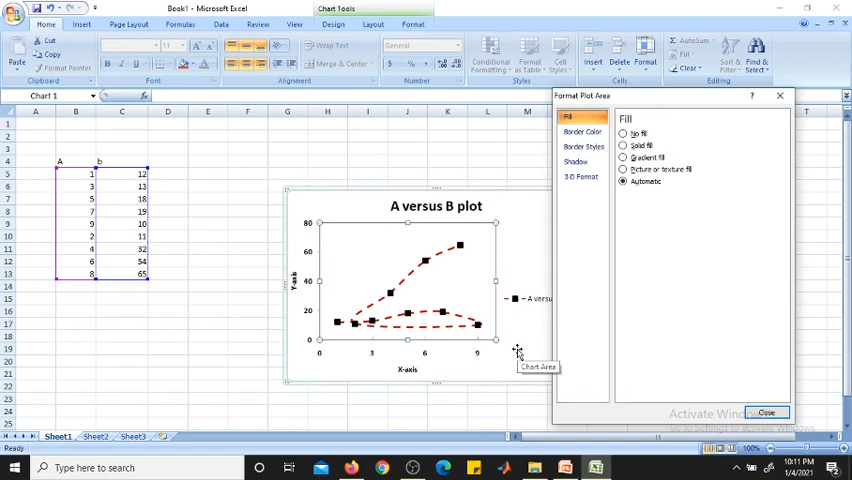 Book1 - Microsoft Excel
Chart Tools
Home Insert Page Layout Formulas Data Review View Design Layout Format
Paste
Cut
Copy
Format Painter
Clipboard
11
Font
Wrap Text
Merge & Center
Alignment
General
Number
Conditional Formatting
Format as Table
Cell Styles
Styles
Insert
Delete
Format
Cells
AutoSum
Fill
Clear
Sort & Filter
Find & Select
Editing
Chart 1
fx
A B C D E F G H I J K L M T
1
2
3
4 A b
5 1 12
6 3 13
7 5 18
8 7 19
9 9 10
10 2 11
11 4 32
12 6 54
13 8 65
14
15
16
17
18
19
20
21
22
23
24
25
A versus B plot
80
60
40
20
0
Y-axis
0 3 6 9
X-axis
A versu
Chart Area
Format Plot Area
Fill
Border Color
Border Styles
Shadow
3-D Format
Fill
No fill
Solid fill
Gradient fill
Picture or texture fill
Automatic
Close
Activate Window
Go to Settings to activate Windows.
Sheet1 Sheet2 Sheet3
Ready
100%
Type here to search
10:11 PM
1/4/2021
2